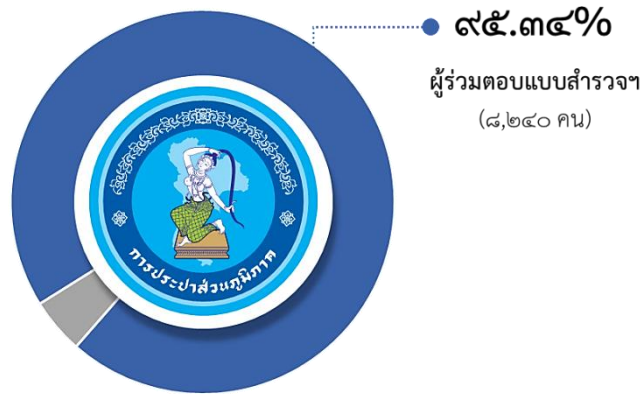 ๙๕.๓๔%
ผู้ร่วมตอบแบบสำรวจฯ
(๘,๒๔๐ คน)
การประปาส่วนภูมิภาค